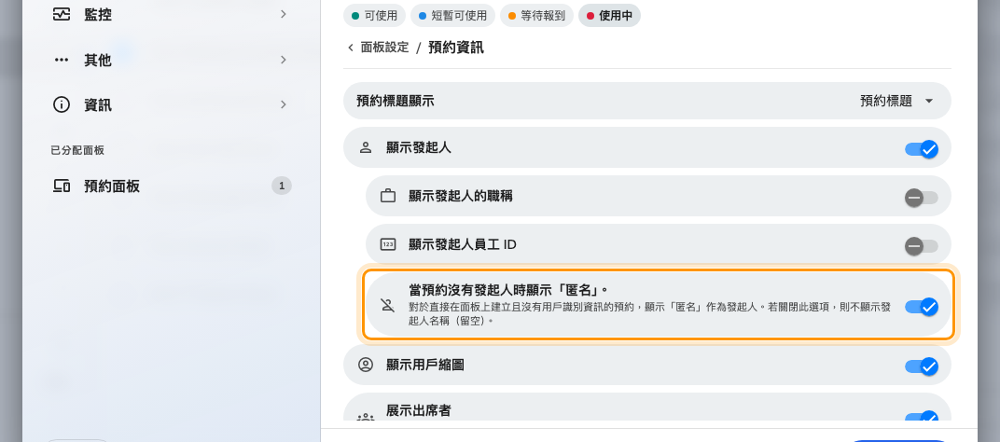 監控
其他
資訊
已分配面板
預約面板
1
可使用
短暫可使用
等待報到
使用中
面板設定 / 預約資訊
預約標題顯示
預約標題
顯示發起人
顯示發起人的職稱
123
顯示發起人員工 ID
當預約沒有發起人時顯示「匿名」。
對於直接在面板上建立且沒有用戶識別資訊的預約，顯示「匿名」作為發起人。若關閉此選項，則不顯示發
起人名稱（留空）。
顯示用戶縮圖
展示出席者